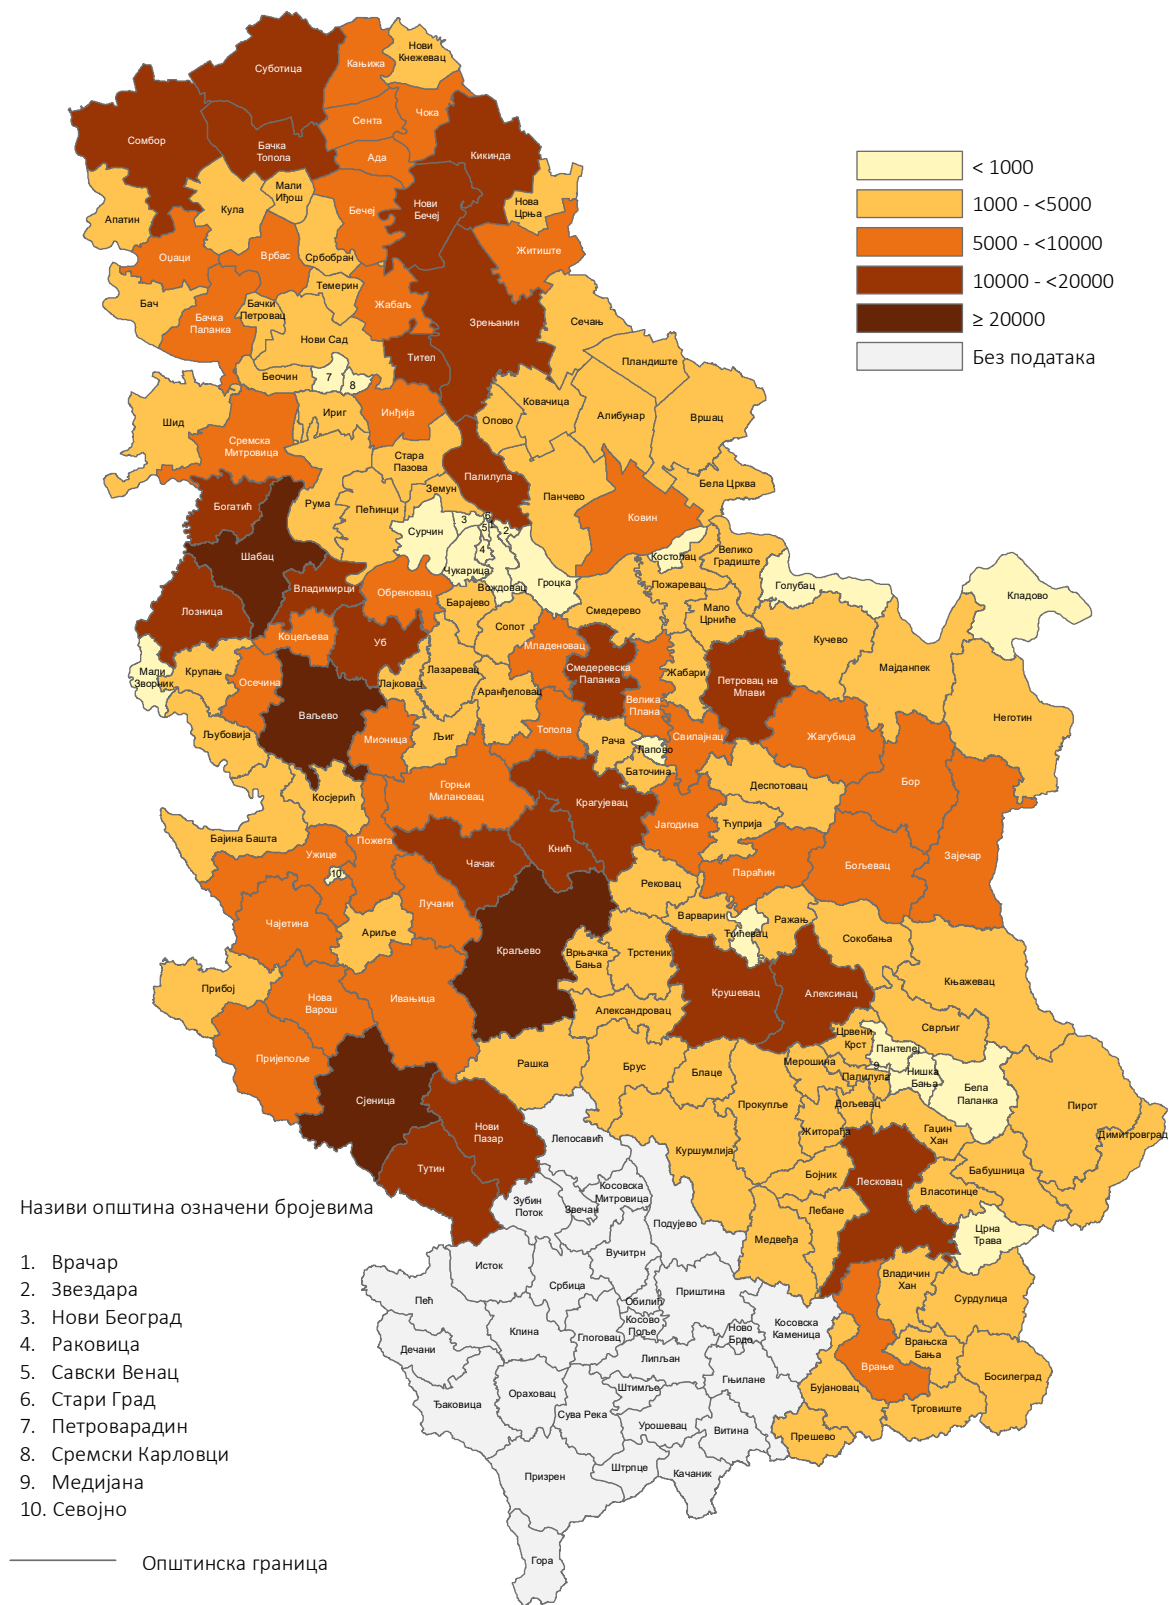 Нови
Кнежевац
Кањижа
Суботица
Чока
Сента
Сомбор
Бачка
Топола
Ада
Кикинда
< 1000
1000 - <5000
5000 - <10000
10000 - <20000
≥ 20000
Без података
Мали
Иђош
Кула
Апатин
Бечеј
Нови
Бечеј
Нова
Црња
Житиште
Оџаци
Врбас
Србобран
Темерин
Бач
Бачки
Петровац
Жабаљ
Бачка
Паланка
Зрењанин
Сечањ
Нови Сад
Тител
Пландиште
Беочин
7
8
Ириг
Инђија
Опово
Ковачица
Алибунар
Вршац
Шид
Сремска
Митровица
Стара
Пазова
Палилула
Земун
Панчево
Бела Црква
Богатић
Рума
Пећинци
Ковин
Сурчин
3
6
5
1
2
4
Шабац
Костолац
Велико
Градиште
Чукарица
Вождовац
Гроцка
Пожаревац
Голубац
Кладово
Владимирци
Обреновац
Барајево
Лозница
Смедерево
Мало
Црниће
Сопот
Коцељева
Уб
Младеновац
Кучево
Мајданпек
Мали
Зворник
Крупањ
Осечина
Лајковац
Лазаревац
Смедеревска
Паланка
Жабари
Петровац на
Млави
Аранђеловац
Велика
Плана
Ваљево
Неготин
Љубовија
Мионица
Љиг
Топола
Рача
Лапово
Свилајнац
Жагубица
Баточина
Горњи
Милановац
Косјерић
Деспотовац
Бор
Крагујевац
Јагодина
Ћуприја
Бајина Башта
Пожега
Ужице
10
Чачак
Кнић
Параћин
Бољевац
Зајечар
Рековац
Лучани
Чајетина
Ариље
Варварин
Ћићевац
Ражањ
Сокобања
Краљево
Врњачка
Бања
Трстеник
Прибој
Нова
Варош
Ивањица
Крушевац
Алексинац
Књажевац
Александровац
Пријепоље
Црвени
Крст
Сврљиг
Пантелеј
Рашка
Брус
Блаце
Мерошина
9
Нишка
Бања
Палилула
Бела
Паланка
Сјеница
Прокупље
Дољевац
Пирот
Нови
Пазар
Житорађа
Гаџин
Хан
Димитровград
Лепосавић
Куршумлија
Тутин
Бојник
Лесковац
Бабушница
Власотинце
Косовска
Митровица
Зубин
Поток
Звечан
Лебане
Називи општина означени бројевима
Подујево
Медвеђа
Црна
Трава
Вучитрн
Исток
1. Врачар
2. Звездара
3. Нови Београд
4. Раковица
5. Савски Венац
6. Стари Град
7. Петроварадин
8. Сремски Карловци
9. Медијана
10. Севојно
Општинска граница
Србица
Приштина
Владичин
Хан
Сурдулица
Пећ
Обилић
Косово
Поље
Клина
Глоговац
Ново
Брдо
Косовска
Каменица
Дечани
Липљан
Врањска
Бања
Врање
Босилеград
Гњилане
Штимље
Ораховац
Бујановац
Ђаковица
Сува Река
Урошевац
Витина
Трговиште
Прешево
Призрен
Штрпце
Качаник
Гора